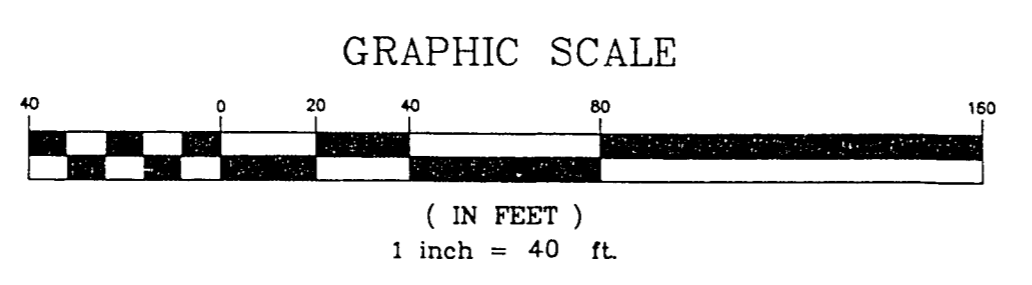 GRAPHIC SCALE
40 0 20 40 80 160
( IN FEET )
1 inch = 40 ft.